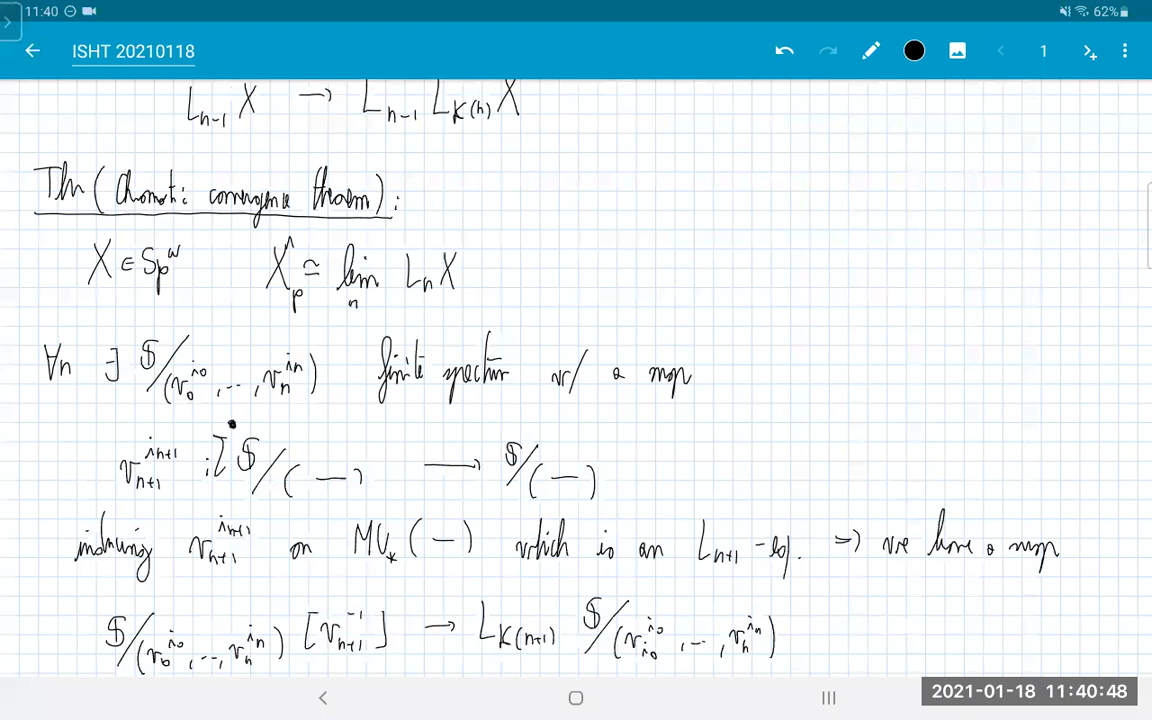 11:40 62%
ISHT 20210118 1
L_{n-1} X → L_{n-1} L_{K(n)} X
Thm (Chromatic convergence theorem):
X ∈ Sp^ω X^∧_p ≃ lim_n L_n X
∀n ∃ $/(v_0^{i_0}, ..., v_n^{i_n}) finite spectrum w/ a map
v_{n+1}^{i_{n+1}} : Σ^• $/(—) → $/(—)
inducing v_{n+1}^{i_{n+1}} on MU_*(—) which is an L_{n+1}-eq. ⇒ we have a map
$/(v_0^{i_0}, ..., v_n^{i_n}) [v_{n+1}^{-1}] → L_{K(n+1)} $/(v_{i_0}^{i_0}, ..., v_n^{i_n})
2021-01-18 11:40:48